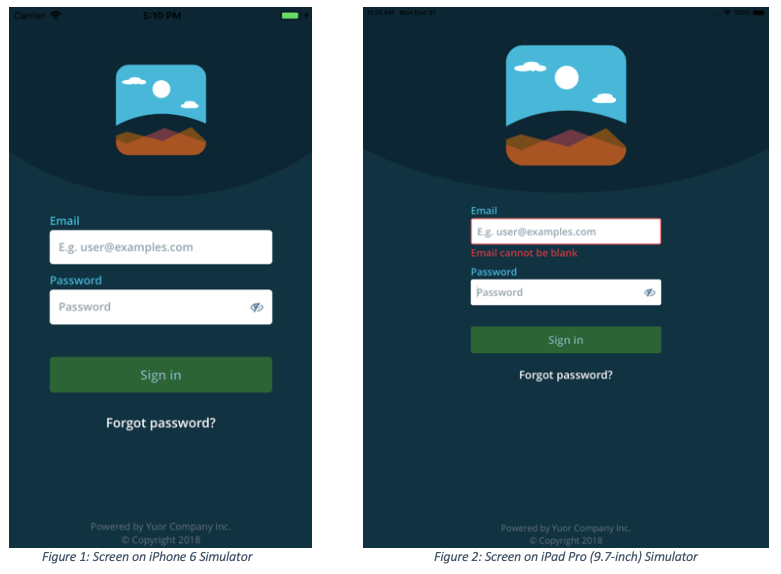 Carrier 5:10 PM
Email
E.g. user@examples.com
Password
Password
Sign in
Forgot password?
Powered by Yuor Company Inc.
© Copyright 2018
Figure 1: Screen on iPhone 6 Simulator
Mon Dec 31 100%
Email
E.g. user@examples.com
Email cannot be blank
Password
Password
Sign in
Forgot password?
Powered by Yuor Company Inc.
© Copyright 2018
Figure 2: Screen on iPad Pro (9.7-inch) Simulator